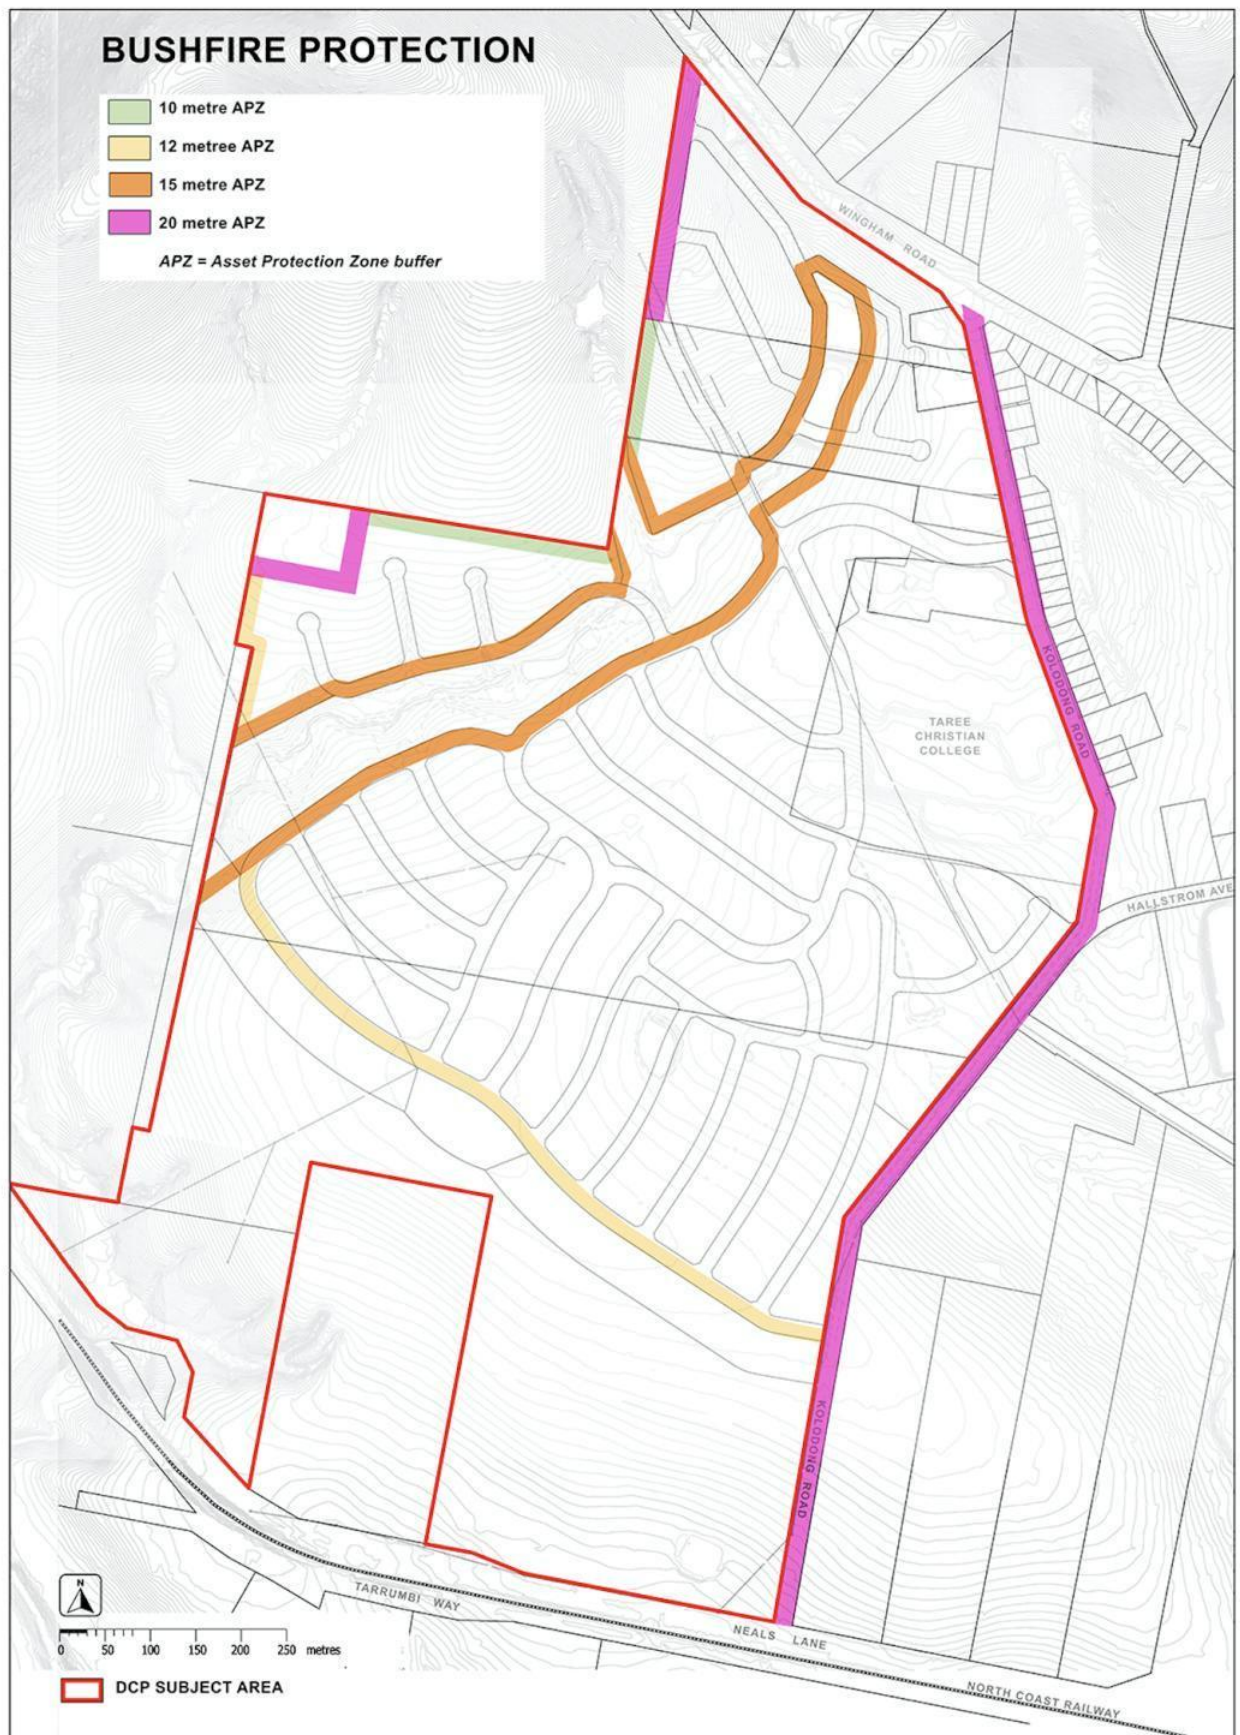 BUSHFIRE PROTECTION
10 metre APZ
12 metree APZ
15 metre APZ
20 metre APZ
APZ = Asset Protection Zone buffer
WINGHAM ROAD
KOLODONG ROAD
TAREE
CHRISTIAN
COLLEGE
HALLSTROM AVE
KOLODONG ROAD
N
TARRUMBI WAY
NEALS LANE
0 50 100 150 200 250 metres
NORTH COAST RAILWAY
DCP SUBJECT AREA